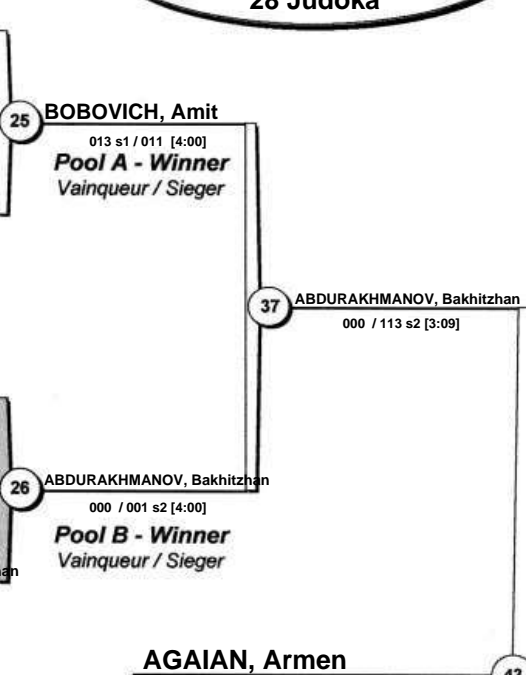 28 Judoka
25
BOBOVICH, Amit
013 s1 / 011 [4:00]
Pool A - Winner
Vainqueur / Sieger
37
ABDURAKHMANOV, Bakhitzhan
000 / 113 s2 [3:09]
26
ABDURAKHMANOV, Bakhitzhan
000 / 001 s2 [4:00]
Pool B - Winner
Vainqueur / Sieger
AGAIAN, Armen